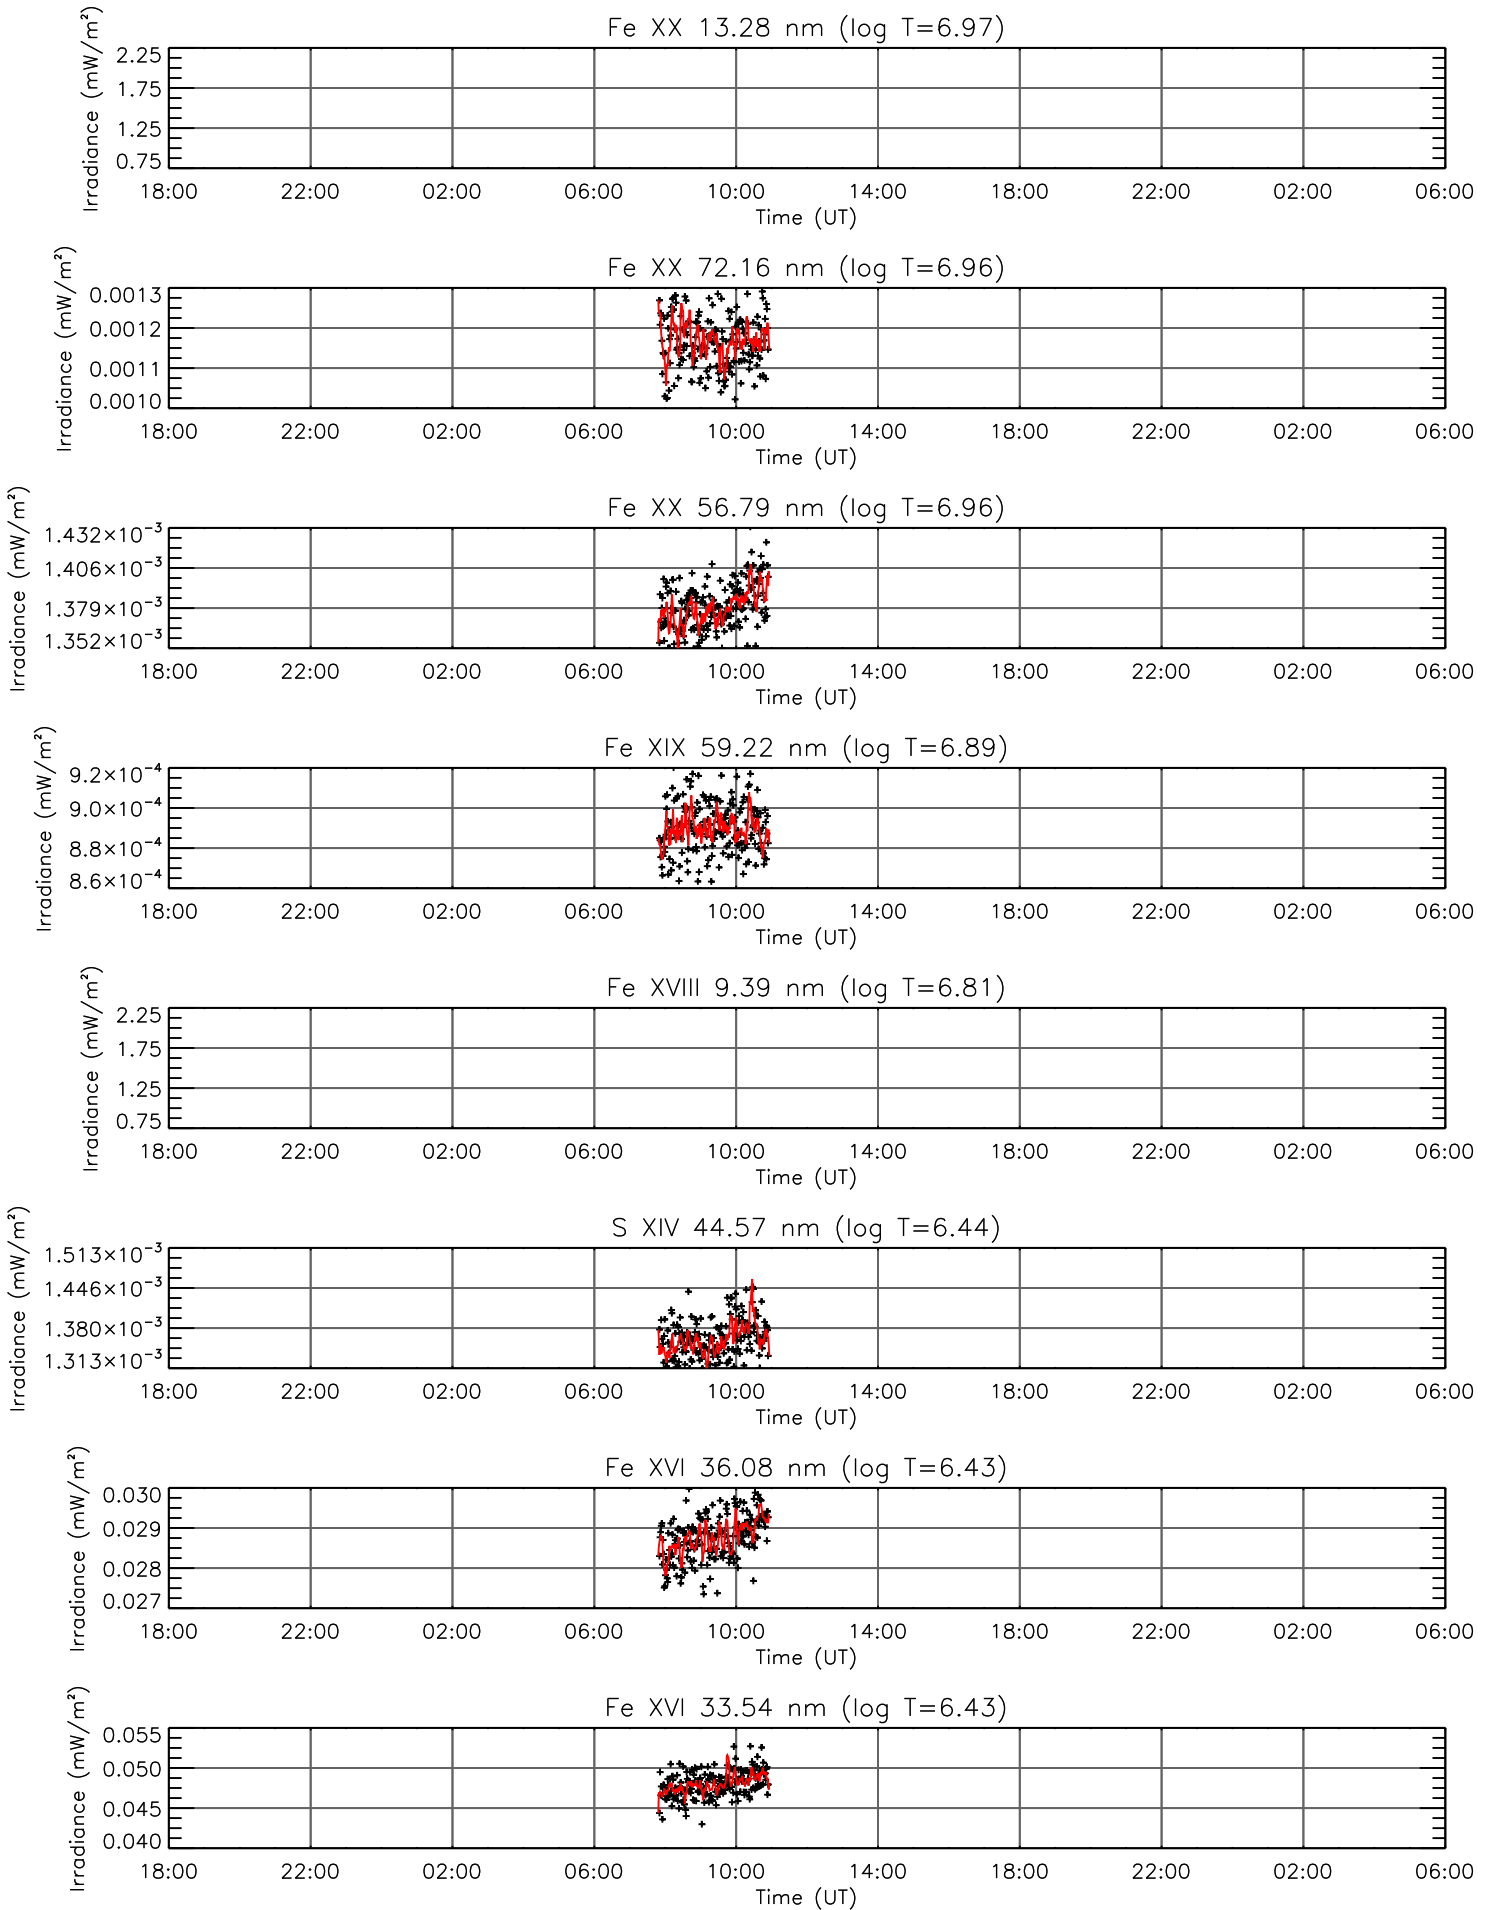 Fe XX 13.28 nm (log T=6.97)
Irradiance (mW/m²)
2.25
1.75
1.25
0.75
18:00 22:00 02:00 06:00 10:00 14:00 18:00 22:00 02:00 06:00
Time (UT)
Fe XX 72.16 nm (log T=6.96)
Irradiance (mW/m²)
0.0013
0.0012
0.0011
0.0010
18:00 22:00 02:00 06:00 10:00 14:00 18:00 22:00 02:00 06:00
Time (UT)
Fe XX 56.79 nm (log T=6.96)
Irradiance (mW/m²)
1.432×10⁻³
1.406×10⁻³
1.379×10⁻³
1.352×10⁻³
18:00 22:00 02:00 06:00 10:00 14:00 18:00 22:00 02:00 06:00
Time (UT)
Fe XIX 59.22 nm (log T=6.89)
Irradiance (mW/m²)
9.2×10⁻⁴
9.0×10⁻⁴
8.8×10⁻⁴
8.6×10⁻⁴
18:00 22:00 02:00 06:00 10:00 14:00 18:00 22:00 02:00 06:00
Time (UT)
Fe XVIII 9.39 nm (log T=6.81)
Irradiance (mW/m²)
2.25
1.75
1.25
0.75
18:00 22:00 02:00 06:00 10:00 14:00 18:00 22:00 02:00 06:00
Time (UT)
S XIV 44.57 nm (log T=6.44)
Irradiance (mW/m²)
1.513×10⁻³
1.446×10⁻³
1.380×10⁻³
1.313×10⁻³
18:00 22:00 02:00 06:00 10:00 14:00 18:00 22:00 02:00 06:00
Time (UT)
Fe XVI 36.08 nm (log T=6.43)
Irradiance (mW/m²)
0.030
0.029
0.028
0.027
18:00 22:00 02:00 06:00 10:00 14:00 18:00 22:00 02:00 06:00
Time (UT)
Fe XVI 33.54 nm (log T=6.43)
Irradiance (mW/m²)
0.055
0.050
0.045
0.040
18:00 22:00 02:00 06:00 10:00 14:00 18:00 22:00 02:00 06:00
Time (UT)